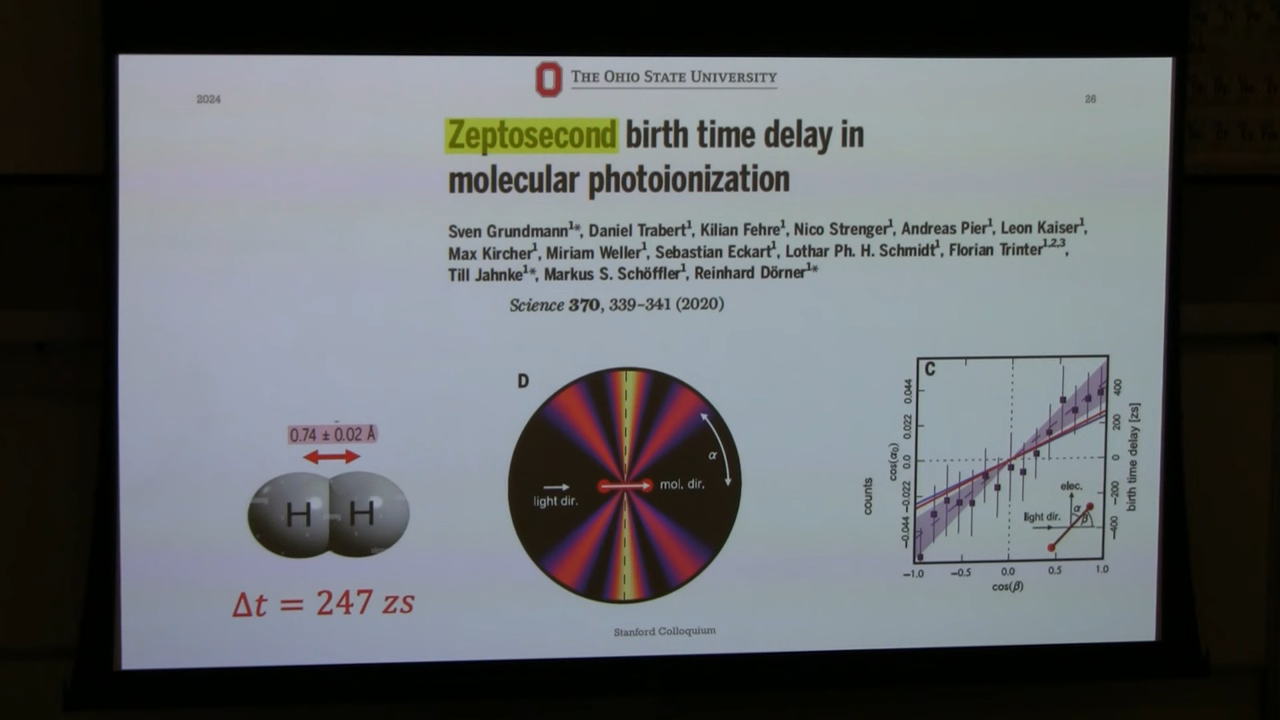 THE OHIO STATE UNIVERSITY
2024
26
Zeptosecond birth time delay in
molecular photoionization
Sven Grundmann1*, Daniel Trabert1, Kilian Fehre1, Nico Strenger1, Andreas Pier1, Leon Kaiser1,
Max Kircher1, Miriam Weller1, Sebastian Eckart1, Lothar Ph. H. Schmidt1, Florian Trinter1,2,3,
Till Jahnke1*, Markus S. Schöffler1, Reinhard Dörner1*
Science 370, 339–341 (2020)
0.74 ± 0.02 Å
H H
Δt = 247 zs
D
α
light dir.
mol. dir.
C
counts
cos(α₀)
0.044
0.022
0.0
−0.022
−0.044
400
200
0
−200
−400
birth time delay [zs]
elec.
light dir.
α
β
−1.0 −0.5 0.0 0.5 1.0
cos(β)
Stanford Colloquium